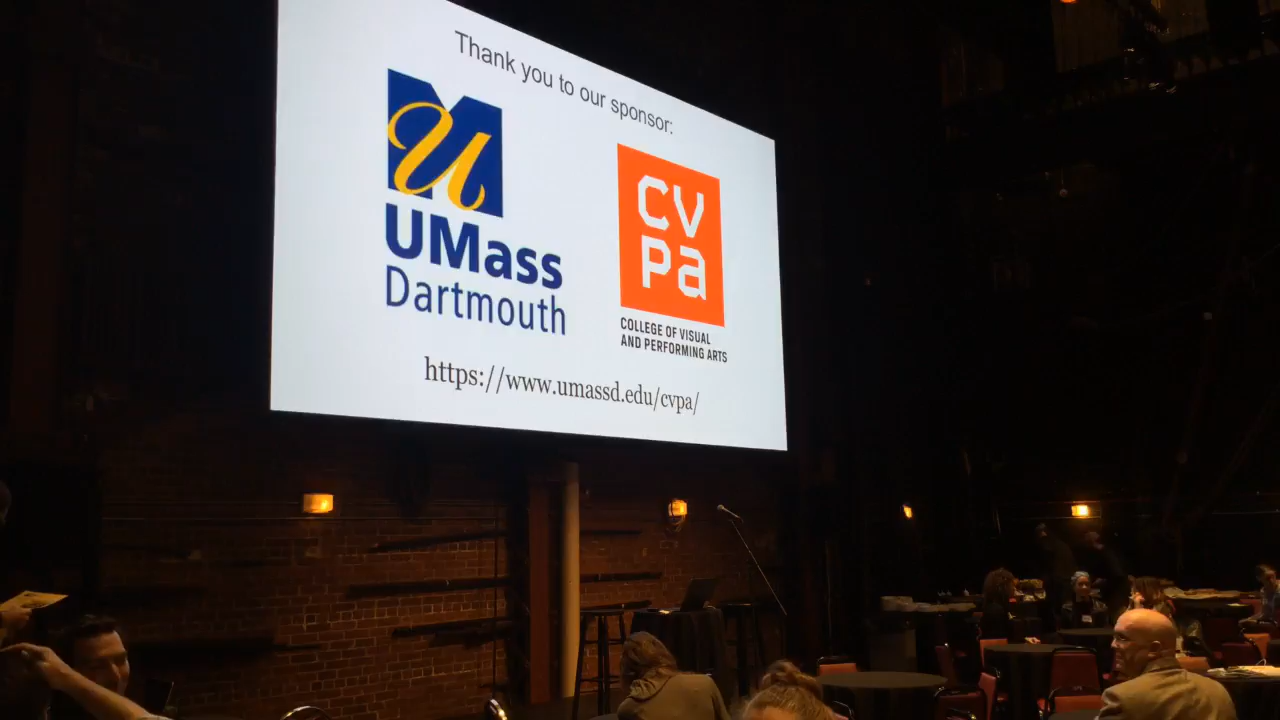 Thank you to our sponsor:
UMass
Dartmouth
cv
pa
COLLEGE OF VISUAL
AND PERFORMING ARTS
https://www.umassd.edu/cvpa/